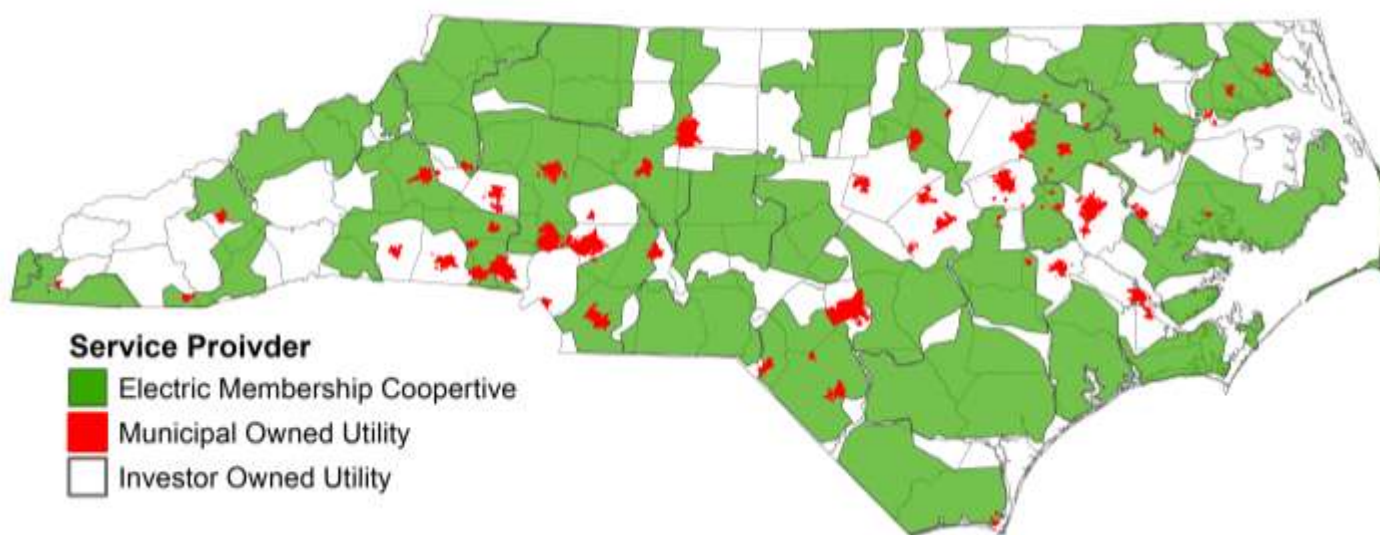 Service Proivder
Electric Membership Coopertive
Municipal Owned Utility
Investor Owned Utility